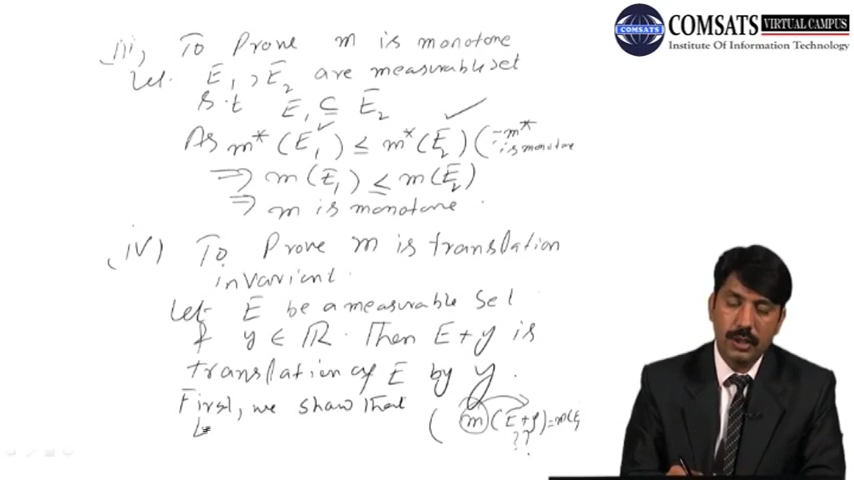 COMSATS VIRTUAL CAMPUS
Institute Of Information Technology
COMSATS
(iii) To Prove m is monotone
Let E₁, E₂ are measurable set
s.t E₁ ⊆ E₂
As m*(E₁) ≤ m*(E₂) (∵ m* is monotone
⇒ m(E₁) ≤ m(E₂)
⇒ m is monotone.
(iv) To Prove m is translation
invarient.
Let E be a measurable set
& y ∈ ℝ. Then E+y is
translation of E by y.
First, we show that
( m(E+y)=m(E)
???